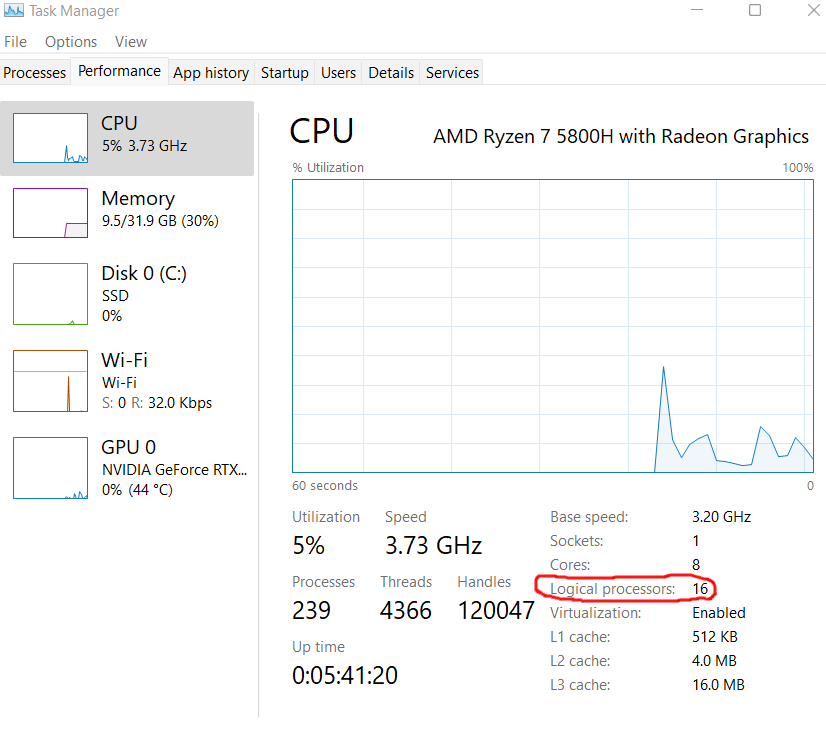 Task Manager
File Options View
Processes Performance App history Startup Users Details Services
CPU
5% 3.73 GHz
Memory
9.5/31.9 GB (30%)
Disk 0 (C:)
SSD
0%
Wi-Fi
Wi-Fi
S: 0 R: 32.0 Kbps
GPU 0
NVIDIA GeForce RTX...
0% (44 °C)
CPU AMD Ryzen 7 5800H with Radeon Graphics
% Utilization 100%
60 seconds 0
Utilization Speed
5% 3.73 GHz
Processes Threads Handles
239 4366 120047
Up time
0:05:41:20
Base speed: 3.20 GHz
Sockets: 1
Cores: 8
Logical processors: 16
Virtualization: Enabled
L1 cache: 512 KB
L2 cache: 4.0 MB
L3 cache: 16.0 MB